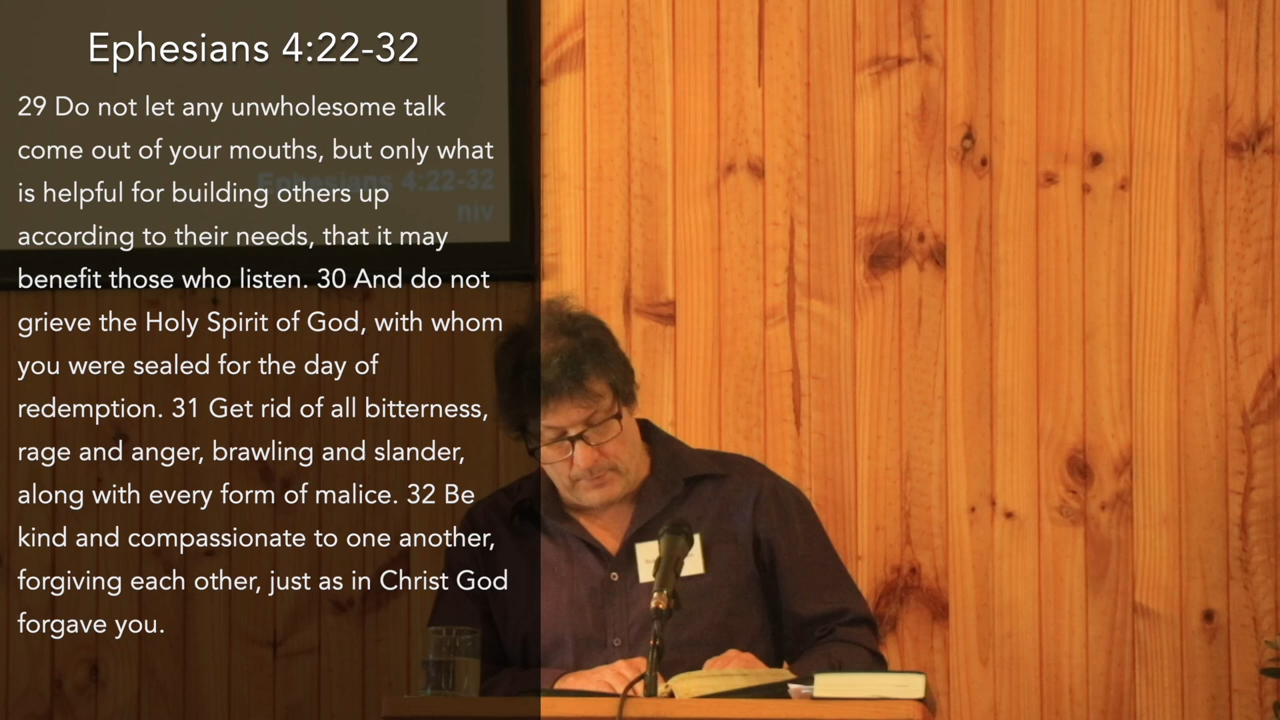 Ephesians 4:22-32
29 Do not let any unwholesome talk
come out of your mouths, but only what
is helpful for building others up
according to their needs, that it may
benefit those who listen. 30 And do not
grieve the Holy Spirit of God, with whom
you were sealed for the day of
redemption. 31 Get rid of all bitterness,
rage and anger, brawling and slander,
along with every form of malice. 32 Be
kind and compassionate to one another,
forgiving each other, just as in Christ God
forgave you.
Ephesians 4:22-32
niv